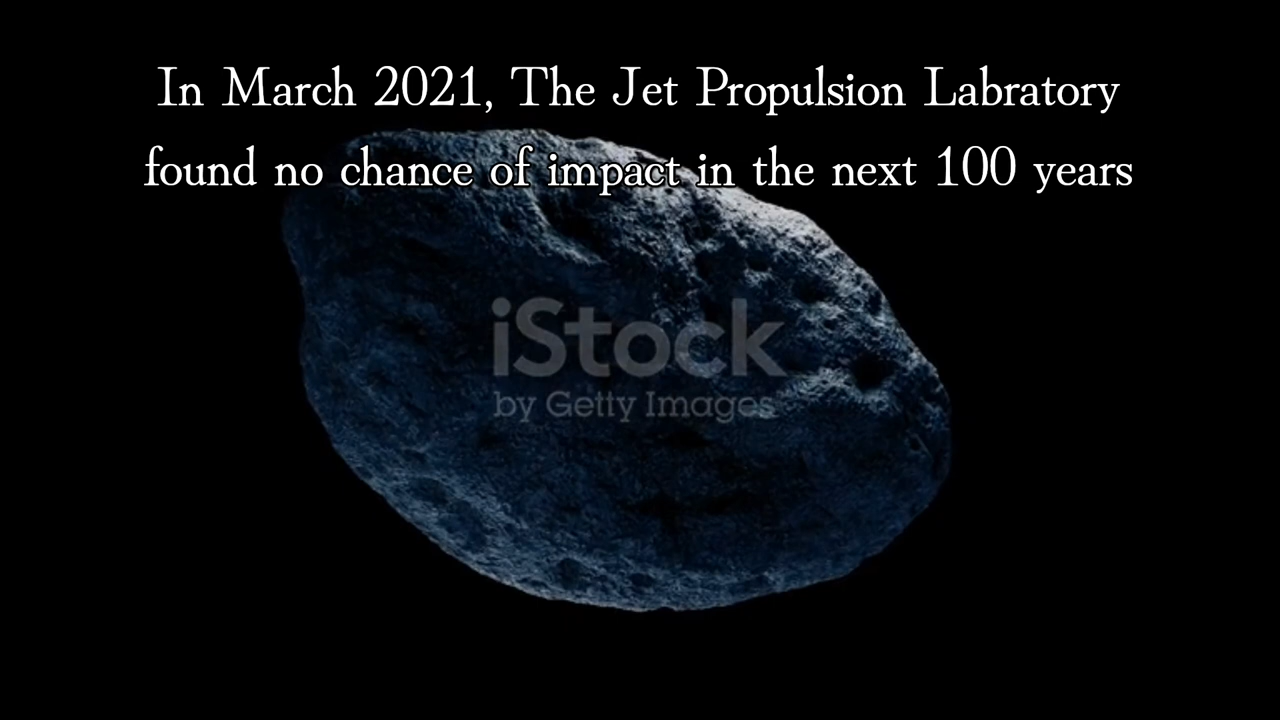 In March 2021, The Jet Propulsion Labratory
found no chance of impact in the next 100 years
iStock
by Getty Images